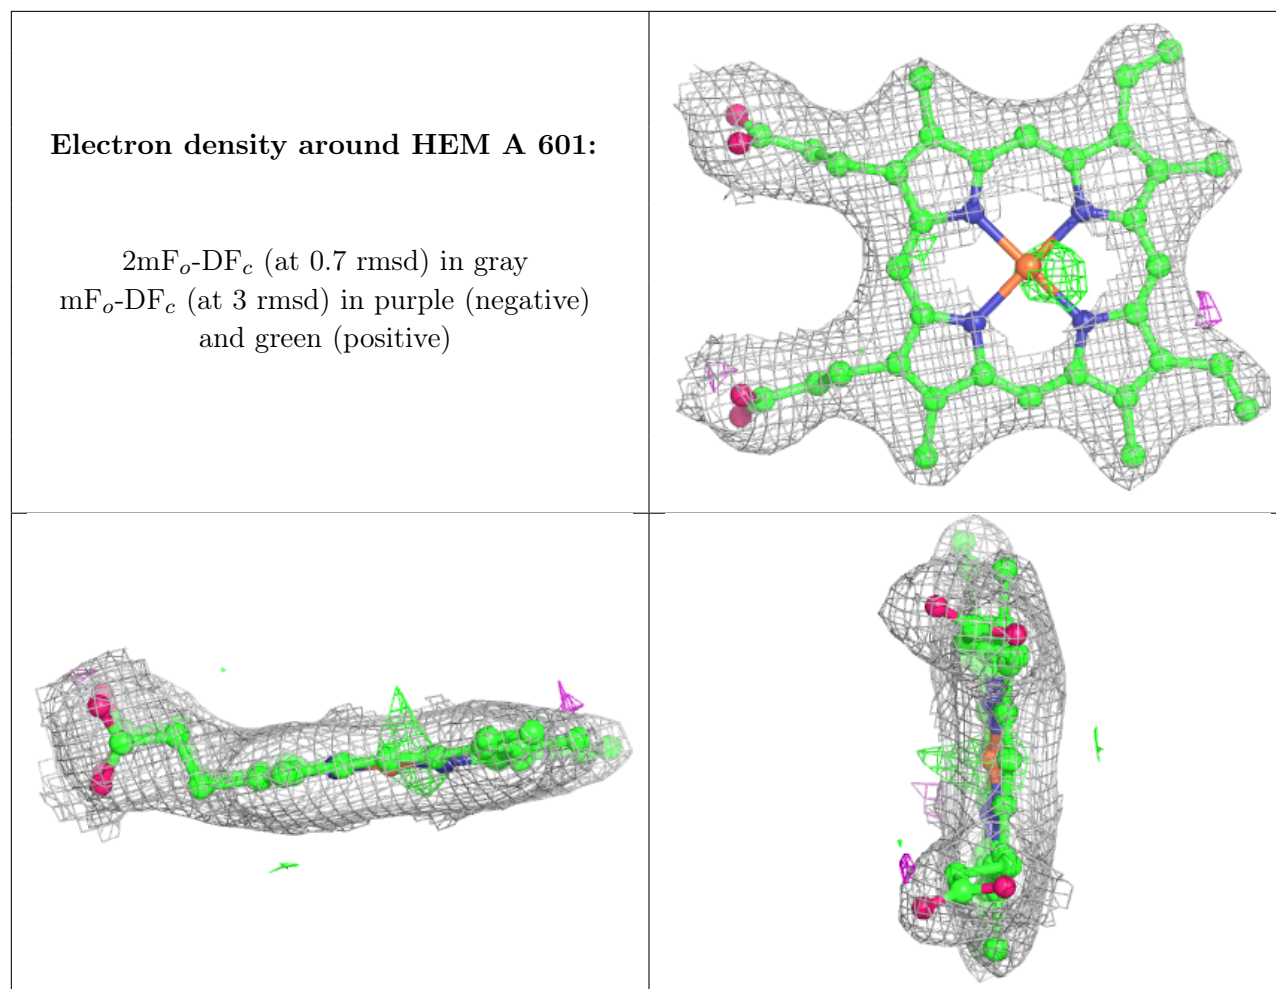 Electron density around HEM A 601:
2mFo-DFc (at 0.7 rmsd) in gray
mFo-DFc (at 3 rmsd) in purple (negative)
and green (positive)